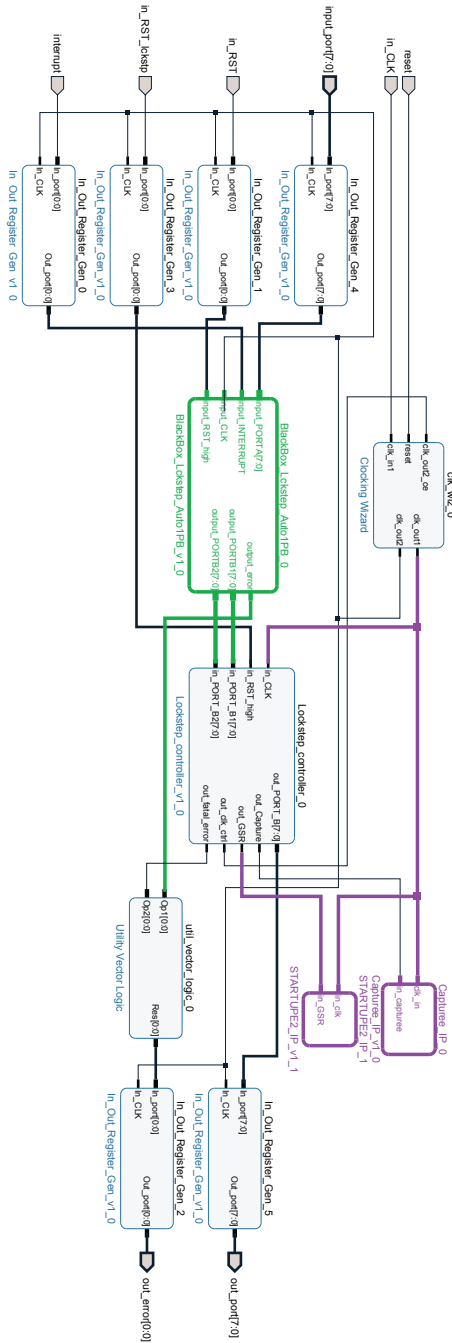 reset
in_CLK
input_port[7:0]
in_RST
in_RST_lckstp
interrupt
In_Out_Register_Gen_4
In_port[7:0]
In_CLK
Out_port[7:0]
In_Out_Register_Gen_v1_0
In_Out_Register_Gen_1
In_port[0:0]
In_CLK
Out_port[0:0]
In_Out_Register_Gen_v1_0
In_Out_Register_Gen_3
In_port[0:0]
In_CLK
Out_port[0:0]
In_Out_Register_Gen_v1_0
In_Out_Register_Gen_0
In_port[0:0]
In_CLK
Out_port[0:0]
In_Out_Register_Gen_v1_0
clk_wiz_0
clk_out2_ce
reset
clk_in1
clk_out1
clk_out2
Clocking Wizard
BlackBox_Lckstep_Auto1PB_0
input_PORTA[7:0]
input_INTERRUPT
input_CLK
input_RST_high
output_error
output_PORTB1[7:0]
output_PORTB2[7:0]
BlackBox_Lckstep_Auto1PB_v1_0
Lockstep_controller_0
in_CLK
in_RST_high
in_PORT_B1[7:0]
in_PORT_B2[7:0]
out_PORT_B[7:0]
out_Capture
out_GSR
out_clk_ctrl
out_fatal_error
Lockstep_controller_v1_0
Capturee_IP_0
clk_in
in_capturee
Capturee_IP_v1_0
STARTUPE2_IP_1
in_clk
in_GSR
STARTUPE2_IP_v1_1
util_vector_logic_0
Op1[0:0]
Op2[0:0]
Res[0:0]
Utility Vector Logic
In_Out_Register_Gen_5
In_port[7:0]
In_CLK
Out_port[7:0]
In_Out_Register_Gen_v1_0
In_Out_Register_Gen_2
In_port[0:0]
In_CLK
Out_port[0:0]
In_Out_Register_Gen_v1_0
out_port[7:0]
out_error[0:0]